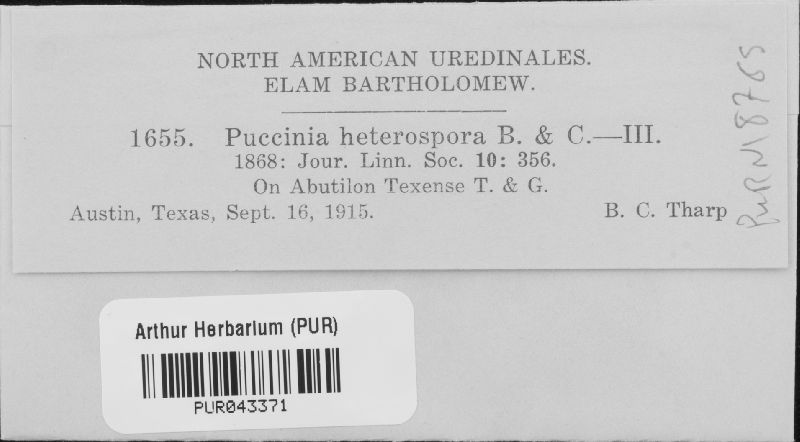 NORTH AMERICAN UREDINALES.
ELAM BARTHOLOMEW.
1655. Puccinia heterospora B. & C.—III.
1868: Jour. Linn. Soc. 10: 356.
On Abutilon Texense T. & G.
Austin, Texas, Sept. 16, 1915. B. C. Tharp
PUR N18765
Arthur Herbarium (PUR)
PUR043371